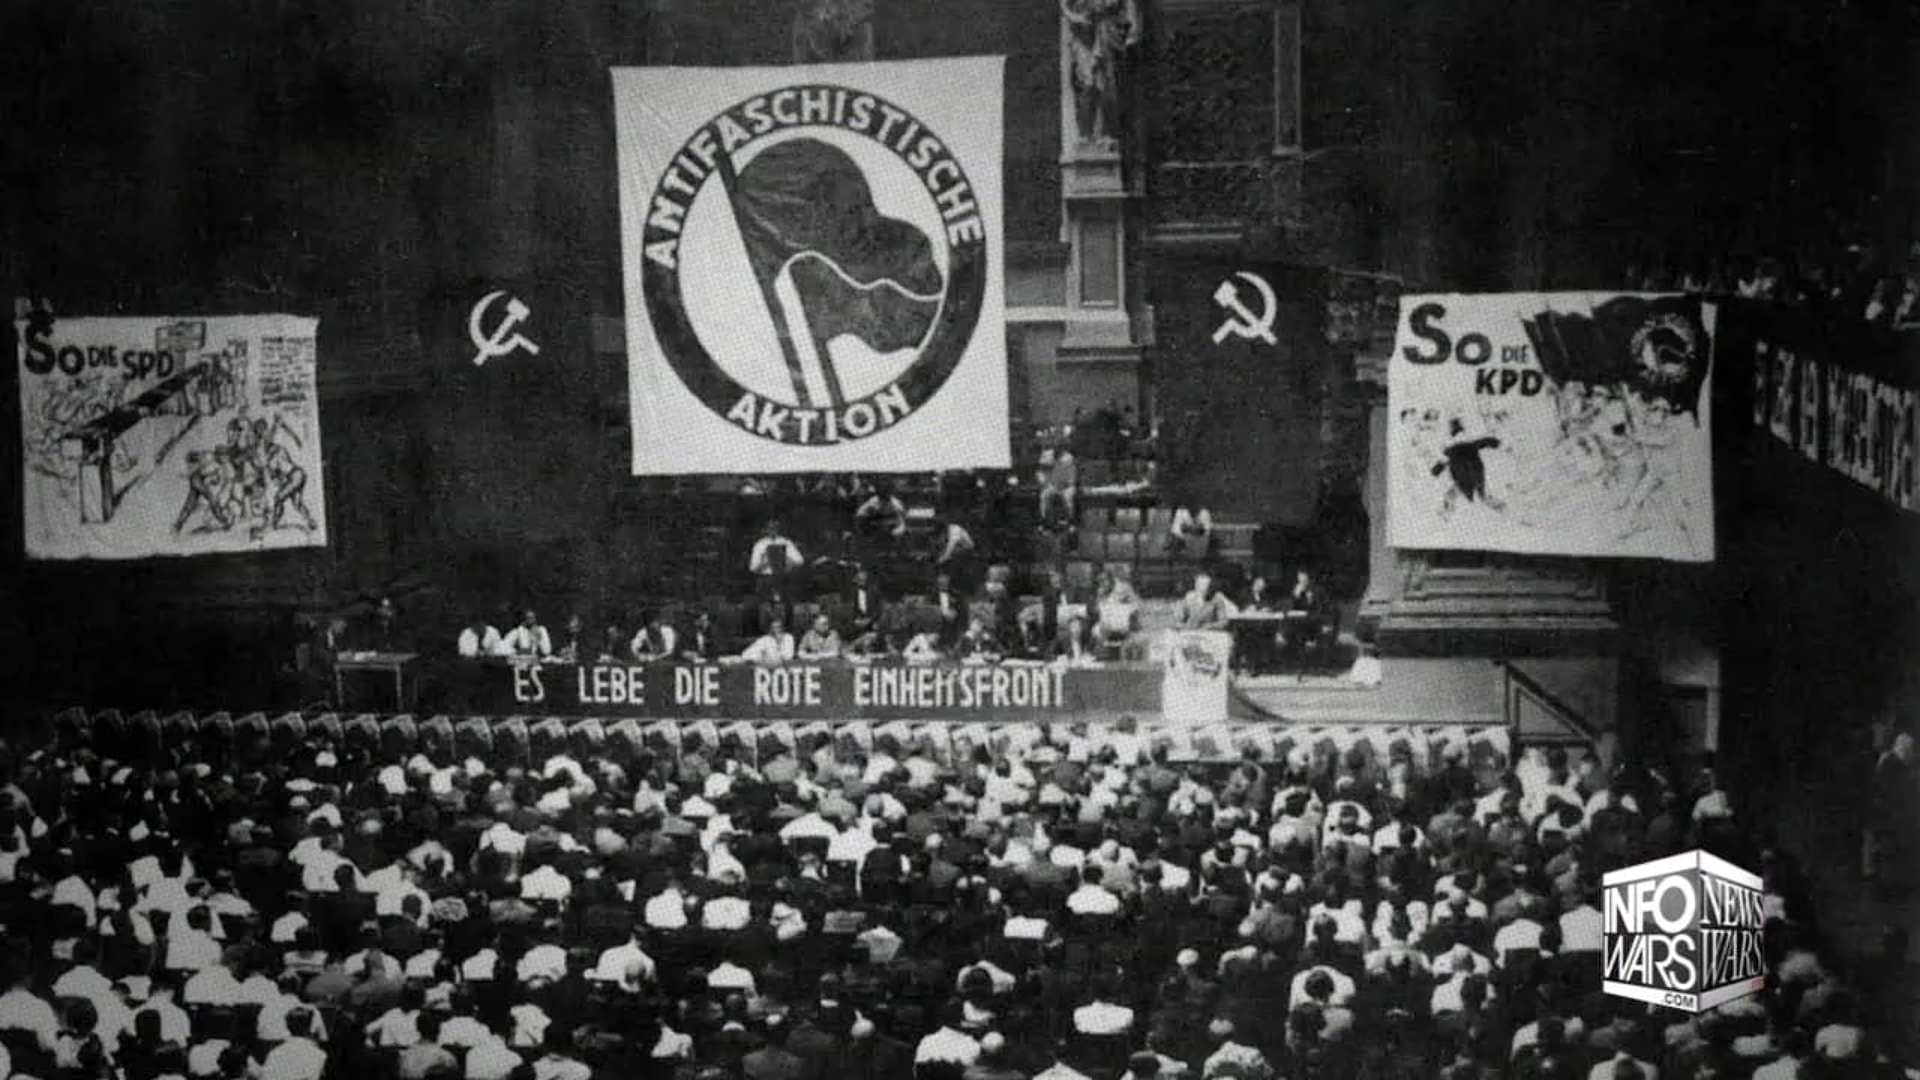 ANTIFASCHISTISCHE
AKTION
So DIE SPD
So DIE
KPD
ES LEBE DIE ROTE EINHEITSFRONT
INFO
WARS
.COM
NEWS
WARS